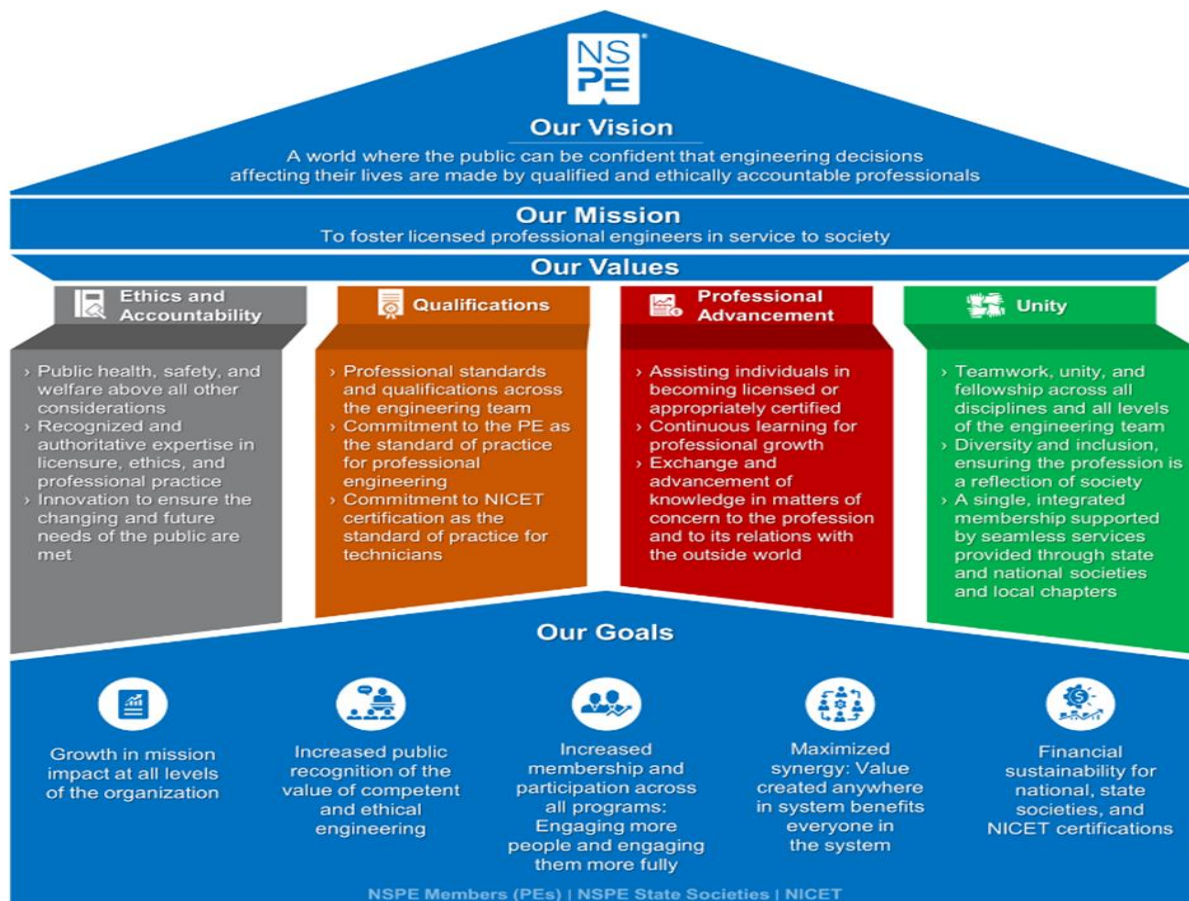 NS
PE®
Our Vision
A world where the public can be confident that engineering decisions
affecting their lives are made by qualified and ethically accountable professionals
Our Mission
To foster licensed professional engineers in service to society
Our Values
Ethics and
Accountability
› Public health, safety, and
welfare above all other
considerations
› Recognized and
authoritative expertise in
licensure, ethics, and
professional practice
› Innovation to ensure the
changing and future
needs of the public are
met
Qualifications
› Professional standards
and qualifications across
the engineering team
› Commitment to the PE as
the standard of practice
for professional
engineering
› Commitment to NICET
certification as the
standard of practice for
technicians
Professional
Advancement
› Assisting individuals in
becoming licensed or
appropriately certified
› Continuous learning for
professional growth
› Exchange and
advancement of
knowledge in matters of
concern to the profession
and to its relations with
the outside world
Unity
› Teamwork, unity, and
fellowship across all
disciplines and all levels
of the engineering team
› Diversity and inclusion,
ensuring the profession is
a reflection of society
› A single, integrated
membership supported
by seamless services
provided through state
and national societies
and local chapters
Our Goals
Growth in mission
impact at all levels
of the organization
Increased public
recognition of the
value of competent
and ethical
engineering
Increased
membership and
participation across
all programs:
Engaging more
people and engaging
them more fully
Maximized
synergy: Value
created anywhere
in system benefits
everyone in
the system
Financial
sustainability for
national, state
societies, and
NICET certifications
NSPE Members (PEs) | NSPE State Societies | NICET